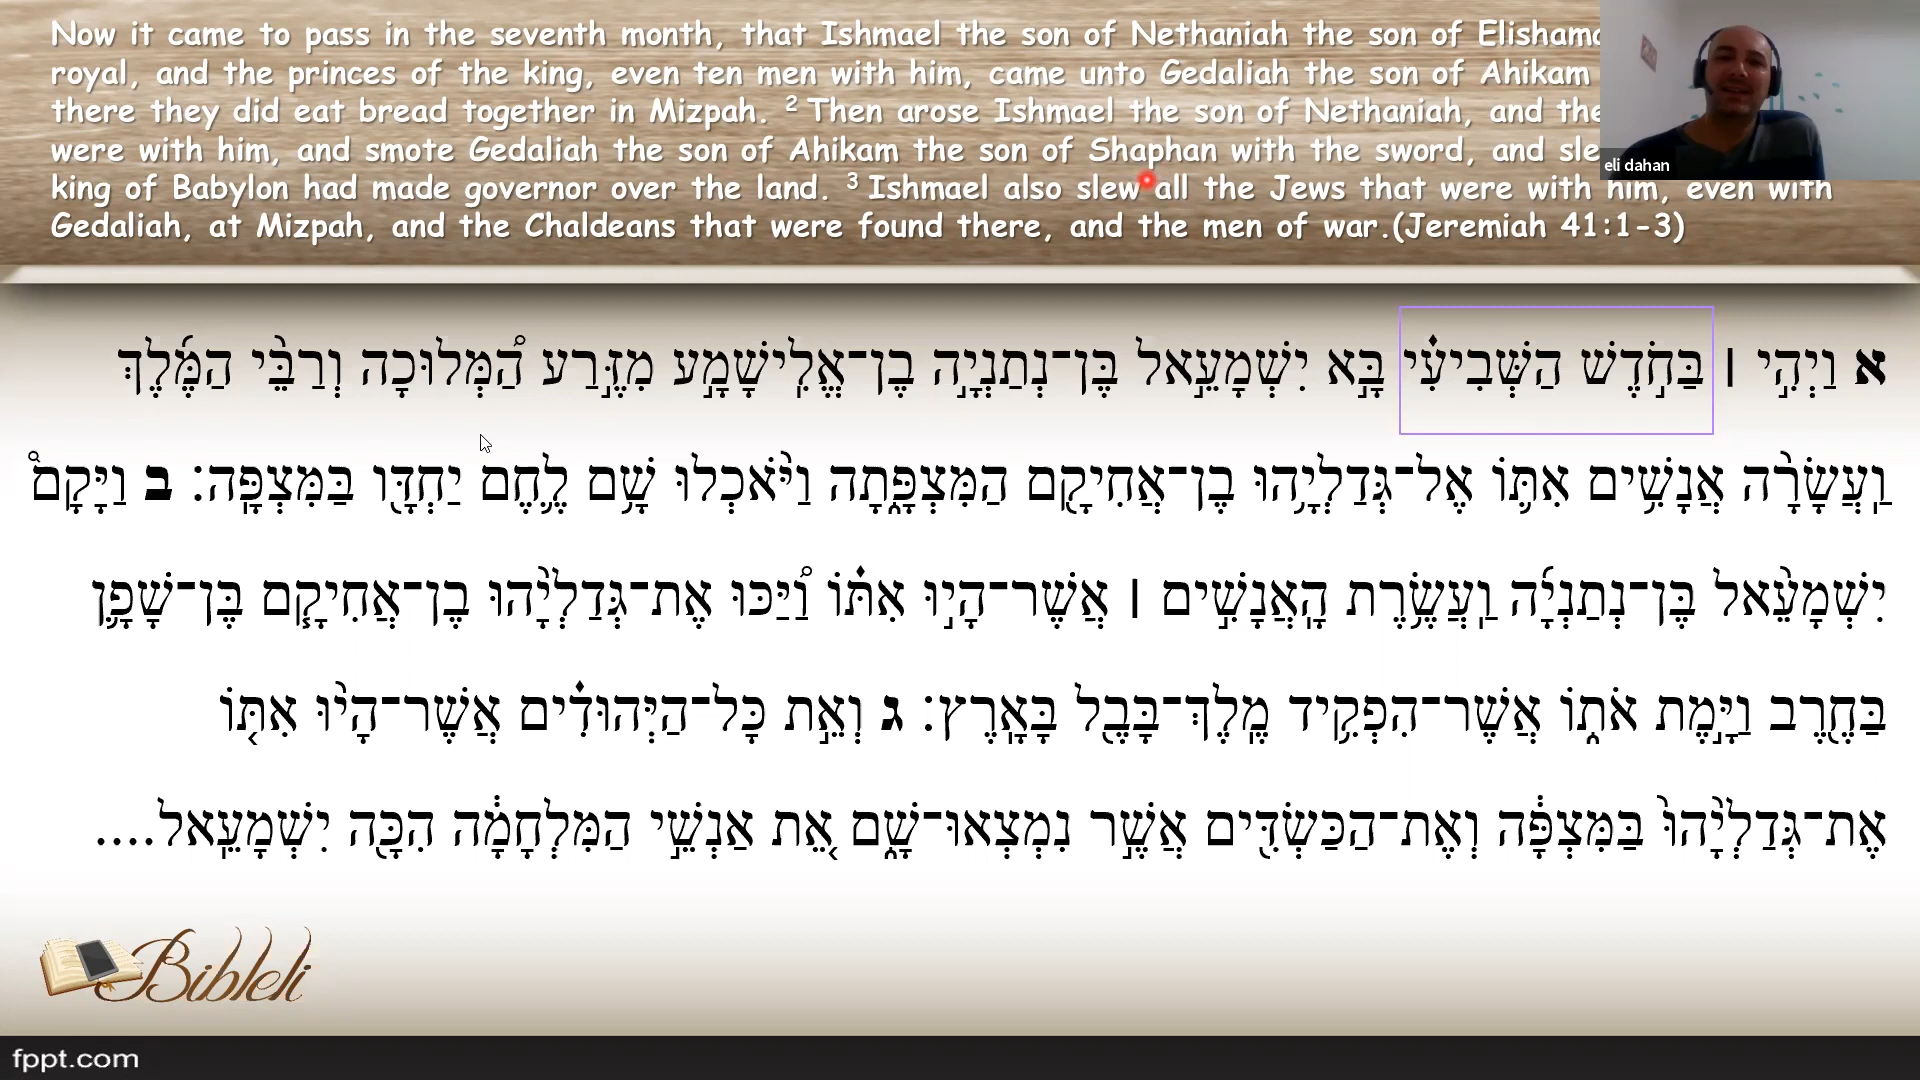 Now it came to pass in the seventh month, that Ishmael the son of Nethaniah the son of Elishama
royal, and the princes of the king, even ten men with him, came unto Gedaliah the son of Ahikam
there they did eat bread together in Mizpah. 2 Then arose Ishmael the son of Nethaniah, and the
were with him, and smote Gedaliah the son of Ahikam the son of Shaphan with the sword, and sle
king of Babylon had made governor over the land. 3 Ishmael also slew all the Jews that were with him, even with
Gedaliah, at Mizpah, and the Chaldeans that were found there, and the men of war.(Jeremiah 41:1-3)
eli dahan
א וַיְהִ֣י ׀ בַּחֹ֣דֶשׁ הַשְּׁבִיעִ֗י בָּ֣א יִשְׁמָעֵ֣אל בֶּן־נְתַנְיָ֣ה בֶן־אֱלִישָׁמָ֣ע מִזֶּ֣רַע הַ֠מְּלוּכָה וְרַבֵּ֨י הַמֶּ֜לֶךְ
וַעֲשָׂרָ֨ה אֲנָשִׁ֥ים אִתּ֛וֹ אֶל־גְּדַלְיָ֥הוּ בֶן־אֲחִיקָ֖ם הַמִּצְפָּ֑תָה וַיֹּ֨אכְלוּ שָׁ֥ם לֶ֛חֶם יַחְדָּ֖ו בַּמִּצְפָּֽה׃ ב וַיָּקָם֩
יִשְׁמָעֵ֨אל בֶּן־נְתַנְיָ֜ה וַעֲשֶׂ֥רֶת הָאֲנָשִׁ֣ים ׀ אֲשֶׁר־הָי֣וּ אִתּ֗וֹ וַ֠יַּכּוּ אֶת־גְּדַלְיָ֨הוּ בֶן־אֲחִיקָ֧ם בֶּן־שָׁפָ֛ן
בַּחֶ֖רֶב וַיָּ֣מֶת אֹת֑וֹ אֲשֶׁר־הִפְקִ֥יד מֶֽלֶךְ־בָּבֶ֖ל בָּאָֽרֶץ׃ ג וְאֵ֣ת כָּל־הַיְּהוּדִ֗ים אֲשֶׁר־הָי֨וּ אִתּ֤וֹ
אֶת־גְּדַלְיָ֙הוּ֙ בַּמִּצְפָּ֔ה וְאֶת־הַכַּשְׂדִּ֖ים אֲשֶׁ֣ר נִמְצְאוּ־שָׁ֑ם אֵ֚ת אַנְשֵׁ֣י הַמִּלְחָמָ֔ה הִכָּ֖ה יִשְׁמָעֵֽאל....
Bibleli
fppt.com